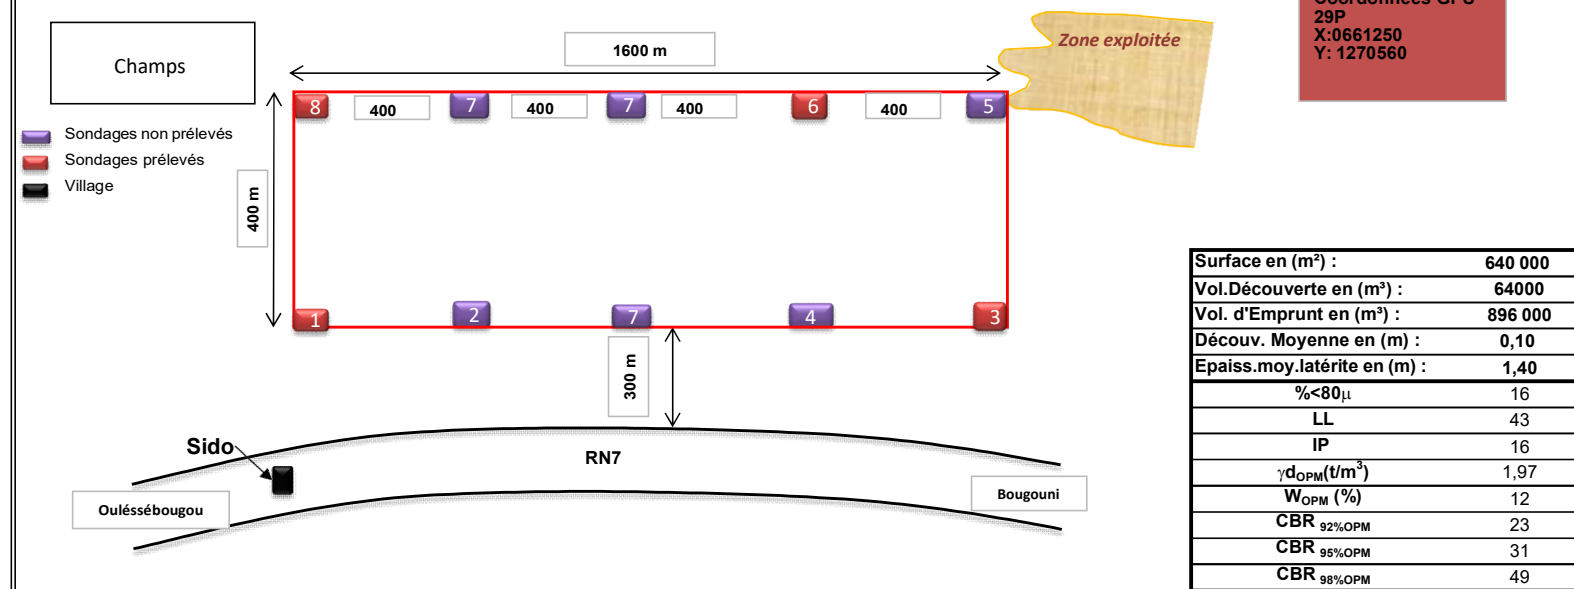 Coordonnées GPS
29P
X:0661250
Y: 1270560
Zone exploitée
1600 m
Champs
8
400
7
400
7
400
6
400
5
Sondages non prélevés
Sondages prélevés
Village
400 m
1
2
7
4
3
300 m
Sido
RN7
Ouléssébougou
Bougouni
Surface en (m²) : 640 000
Vol.Découverte en (m³) : 64000
Vol. d'Emprunt en (m³) : 896 000
Découv. Moyenne en (m) : 0,10
Epaiss.moy.latérite en (m) : 1,40
%<80µ 16
LL 43
IP 16
γdOPM(t/m³) 1,97
WOPM (%) 12
CBR 92%OPM 23
CBR 95%OPM 31
CBR 98%OPM 49